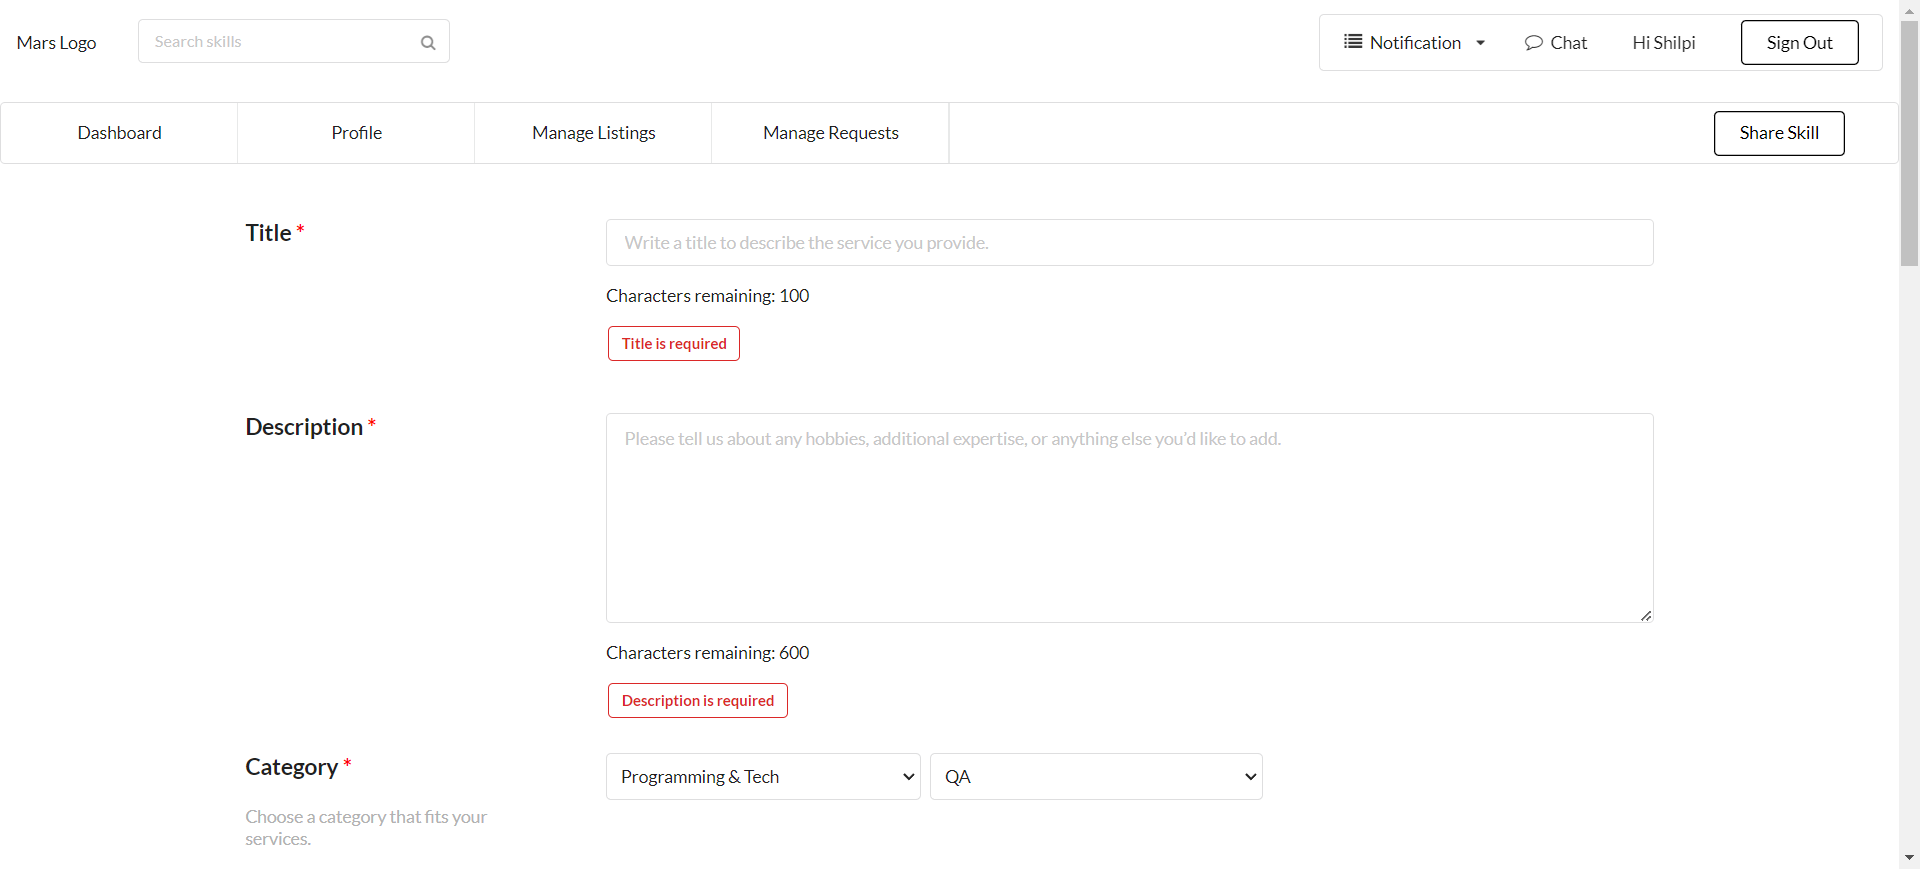 Mars Logo
Search skills
Notification
Chat
Hi Shilpi
Sign Out
Dashboard
Profile
Manage Listings
Manage Requests
Share Skill
Title *
Write a title to describe the service you provide.
Characters remaining: 100
Title is required
Description *
Please tell us about any hobbies, additional expertise, or anything else you’d like to add.
Characters remaining: 600
Description is required
Category *
Programming & Tech
QA
Choose a category that fits your
services.